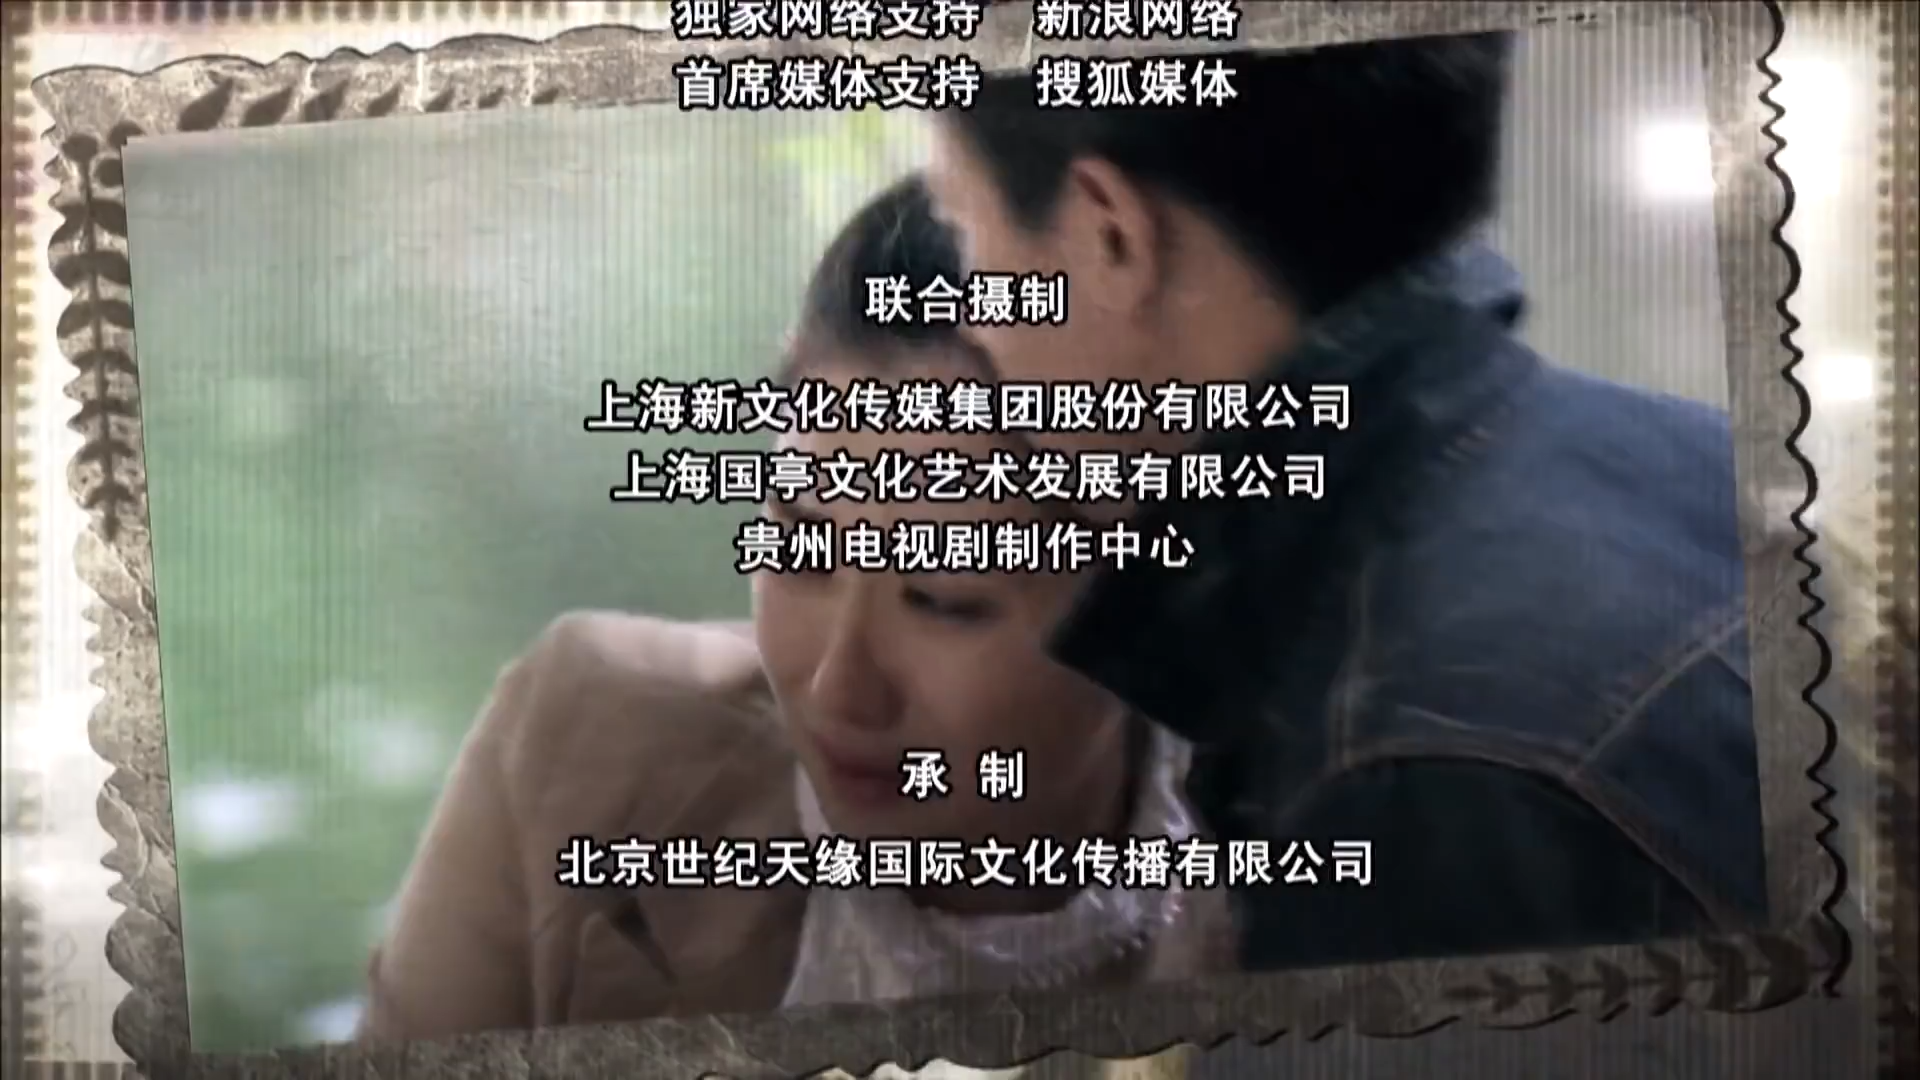 独家网络支持 新浪网络
首席媒体支持 搜狐媒体
联合摄制
上海新文化传媒集团股份有限公司
上海国亭文化艺术发展有限公司
贵州电视剧制作中心
承 制
北京世纪天缘国际文化传播有限公司